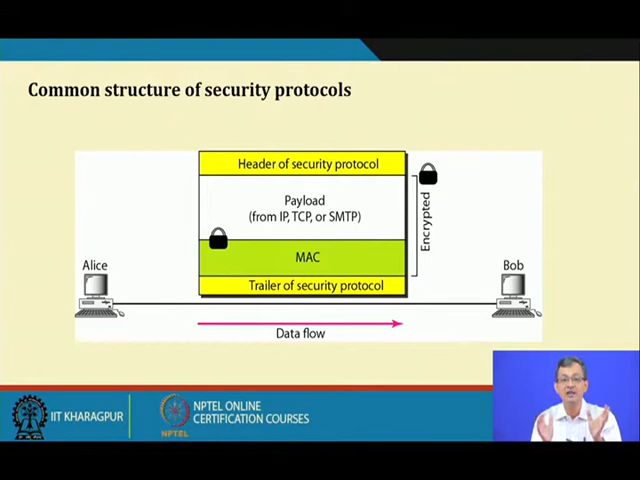 Common structure of security protocols
Header of security protocol
Payload
(from IP, TCP, or SMTP)
Encrypted
MAC
Trailer of security protocol
Alice
Bob
Data flow
IIT KHARAGPUR
NPTEL
NPTEL ONLINE
CERTIFICATION COURSES